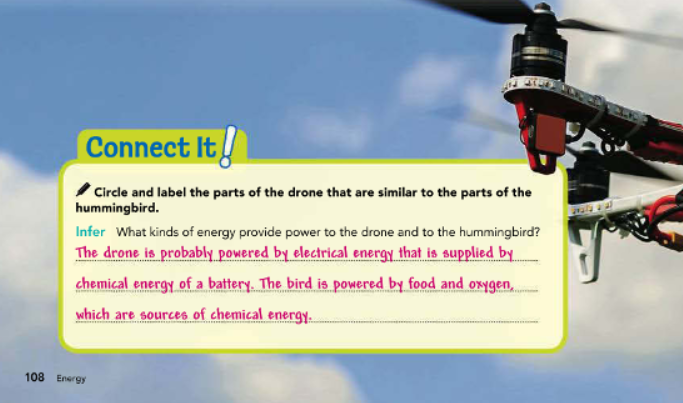 Connect It!
Circle and label the parts of the drone that are similar to the parts of the
hummingbird.
Infer What kinds of energy provide power to the drone and to the hummingbird?
The drone is probably powered by electrical energy that is supplied by
chemical energy of a battery. The bird is powered by food and oxygen,
which are sources of chemical energy.
108 Energy